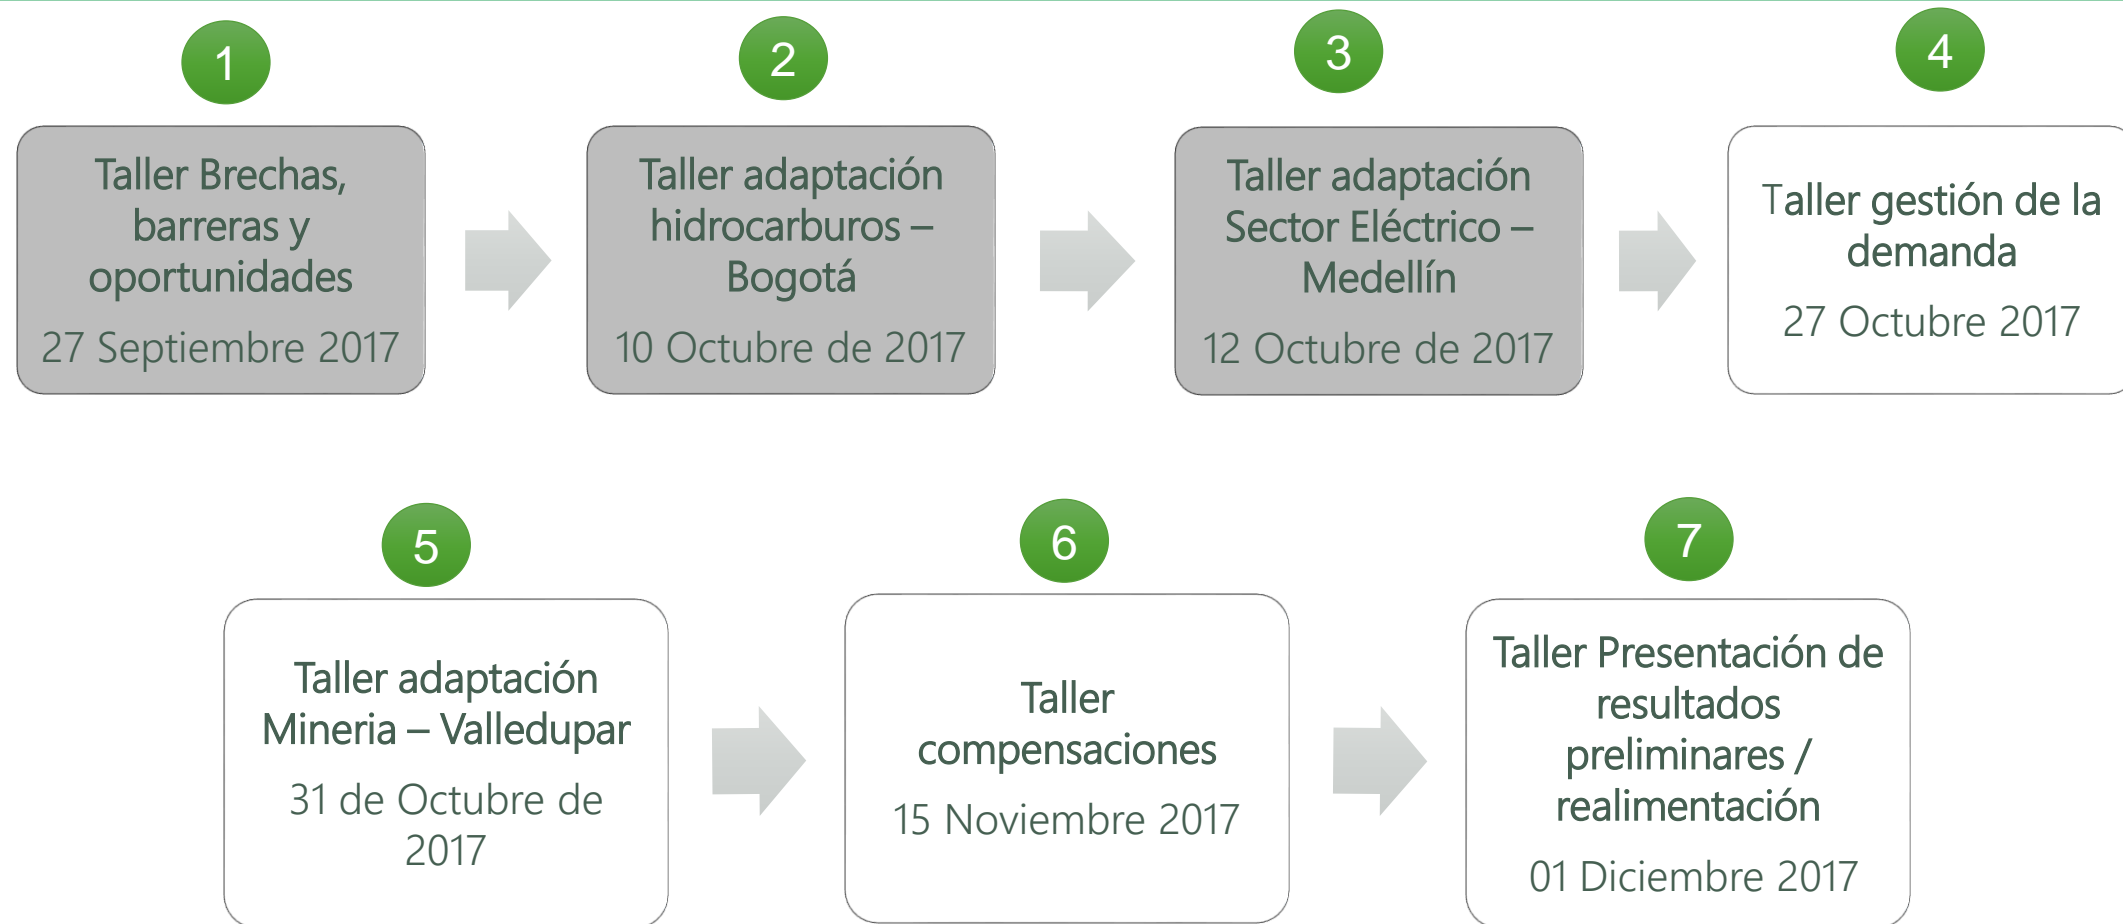 1
Taller Brechas,
barreras y
oportunidades
27 Septiembre 2017
2
Taller adaptación
hidrocarburos –
Bogotá
10 Octubre de 2017
3
Taller adaptación
Sector Eléctrico –
Medellín
12 Octubre de 2017
4
Taller gestión de la
demanda
27 Octubre 2017
5
Taller adaptación
Mineria – Valledupar
31 de Octubre de
2017
6
Taller
compensaciones
15 Noviembre 2017
7
Taller Presentación de
resultados
preliminares /
realimentación
01 Diciembre 2017